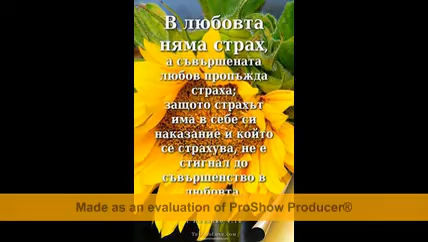 В любовта
няма страх,
а съвършената
любов пропъжда
страха;
защото страхът
има в себе си
наказание и който
се страхува, не е
стигнал до
съвършенство в
любовта
Made as an evaluation of ProShow Producer®